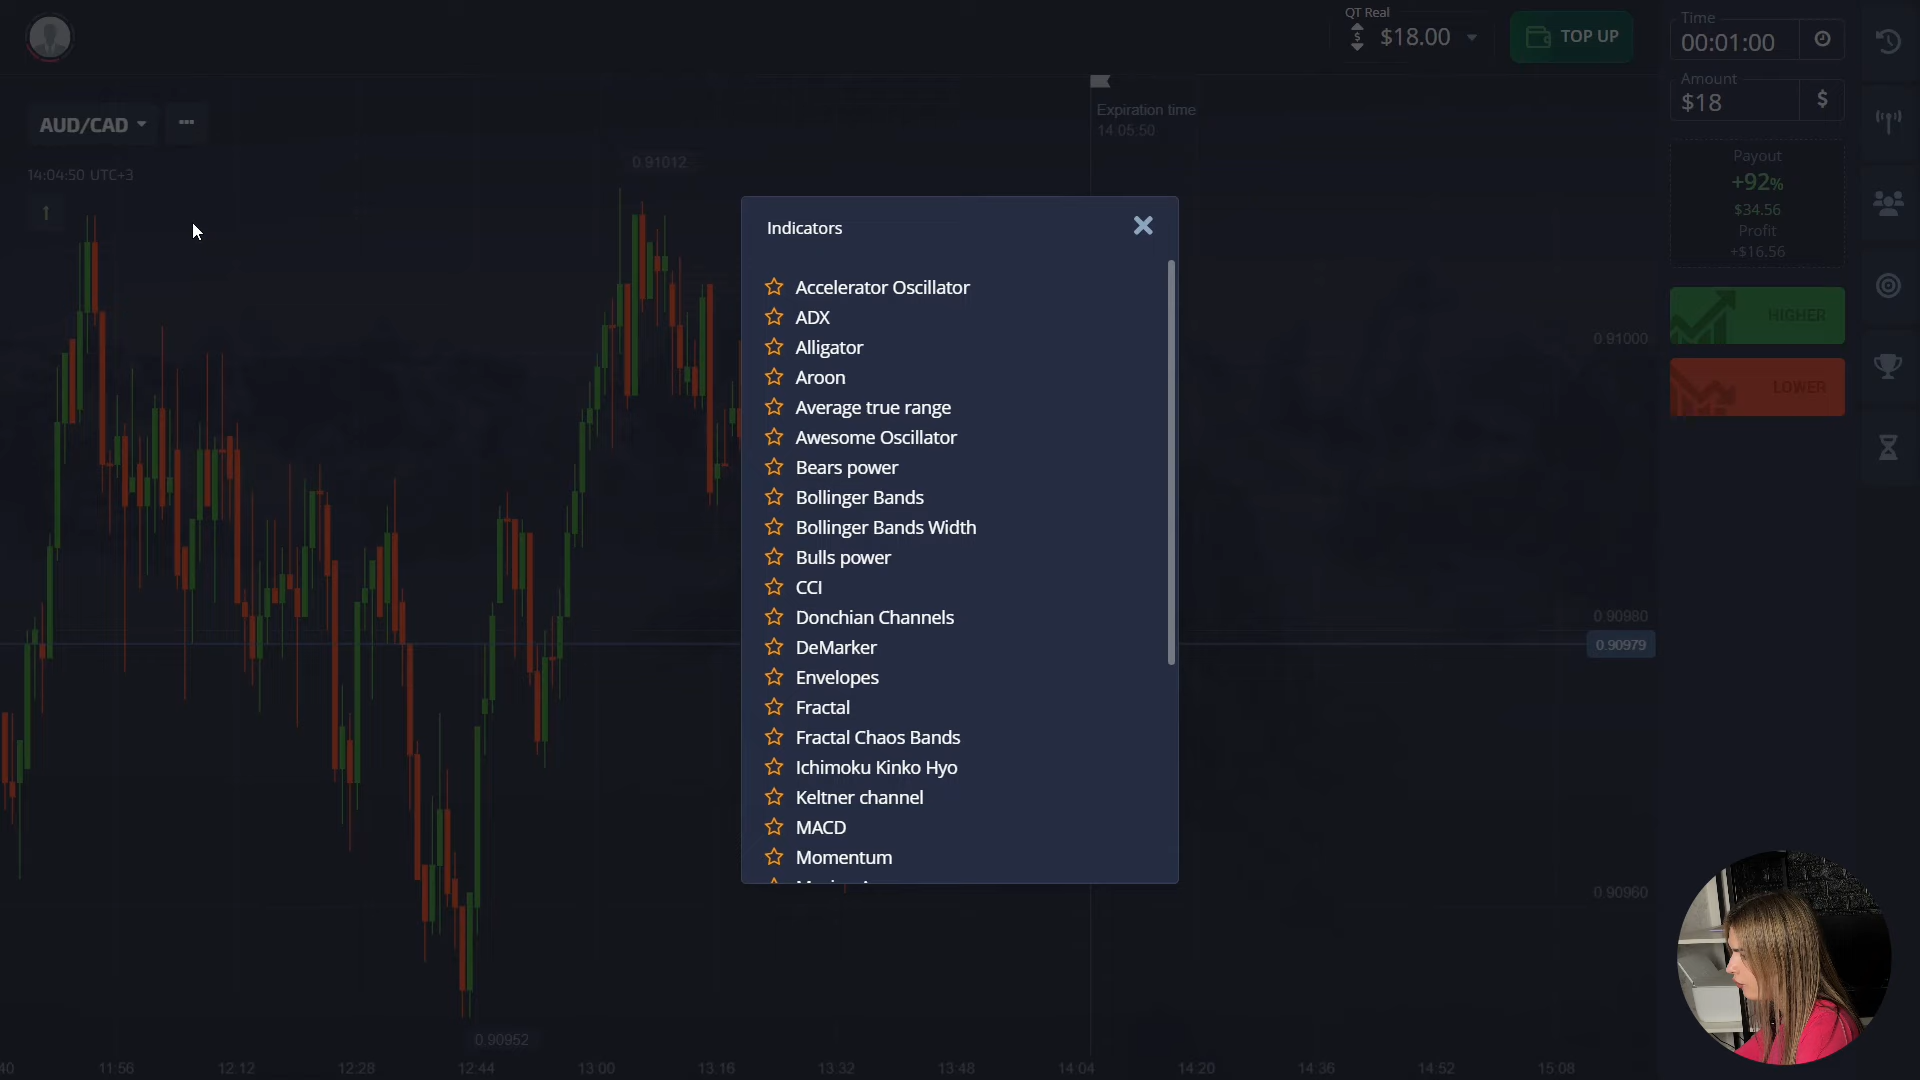 QT Real
$18.00
TOP UP
Time
00:01:00
Amount
$18
$
Expiration time
14:05:50
AUD/CAD
14:04:50 UTC+3
0.91012
Payout
+92%
$34.56
Profit
+$16.56
HIGHER
LOWER
Indicators
Accelerator Oscillator
ADX
Alligator
Aroon
Average true range
Awesome Oscillator
Bears power
Bollinger Bands
Bollinger Bands Width
Bulls power
CCI
Donchian Channels
DeMarker
Envelopes
Fractal
Fractal Chaos Bands
Ichimoku Kinko Hyo
Keltner channel
MACD
Momentum
0.91000
0.90980
0.90979
0.90960
0.90952
40 11:56 12:12 12:28 12:44 13:00 13:16 13:32 13:48 14:04 14:20 14:36 14:52 15:08